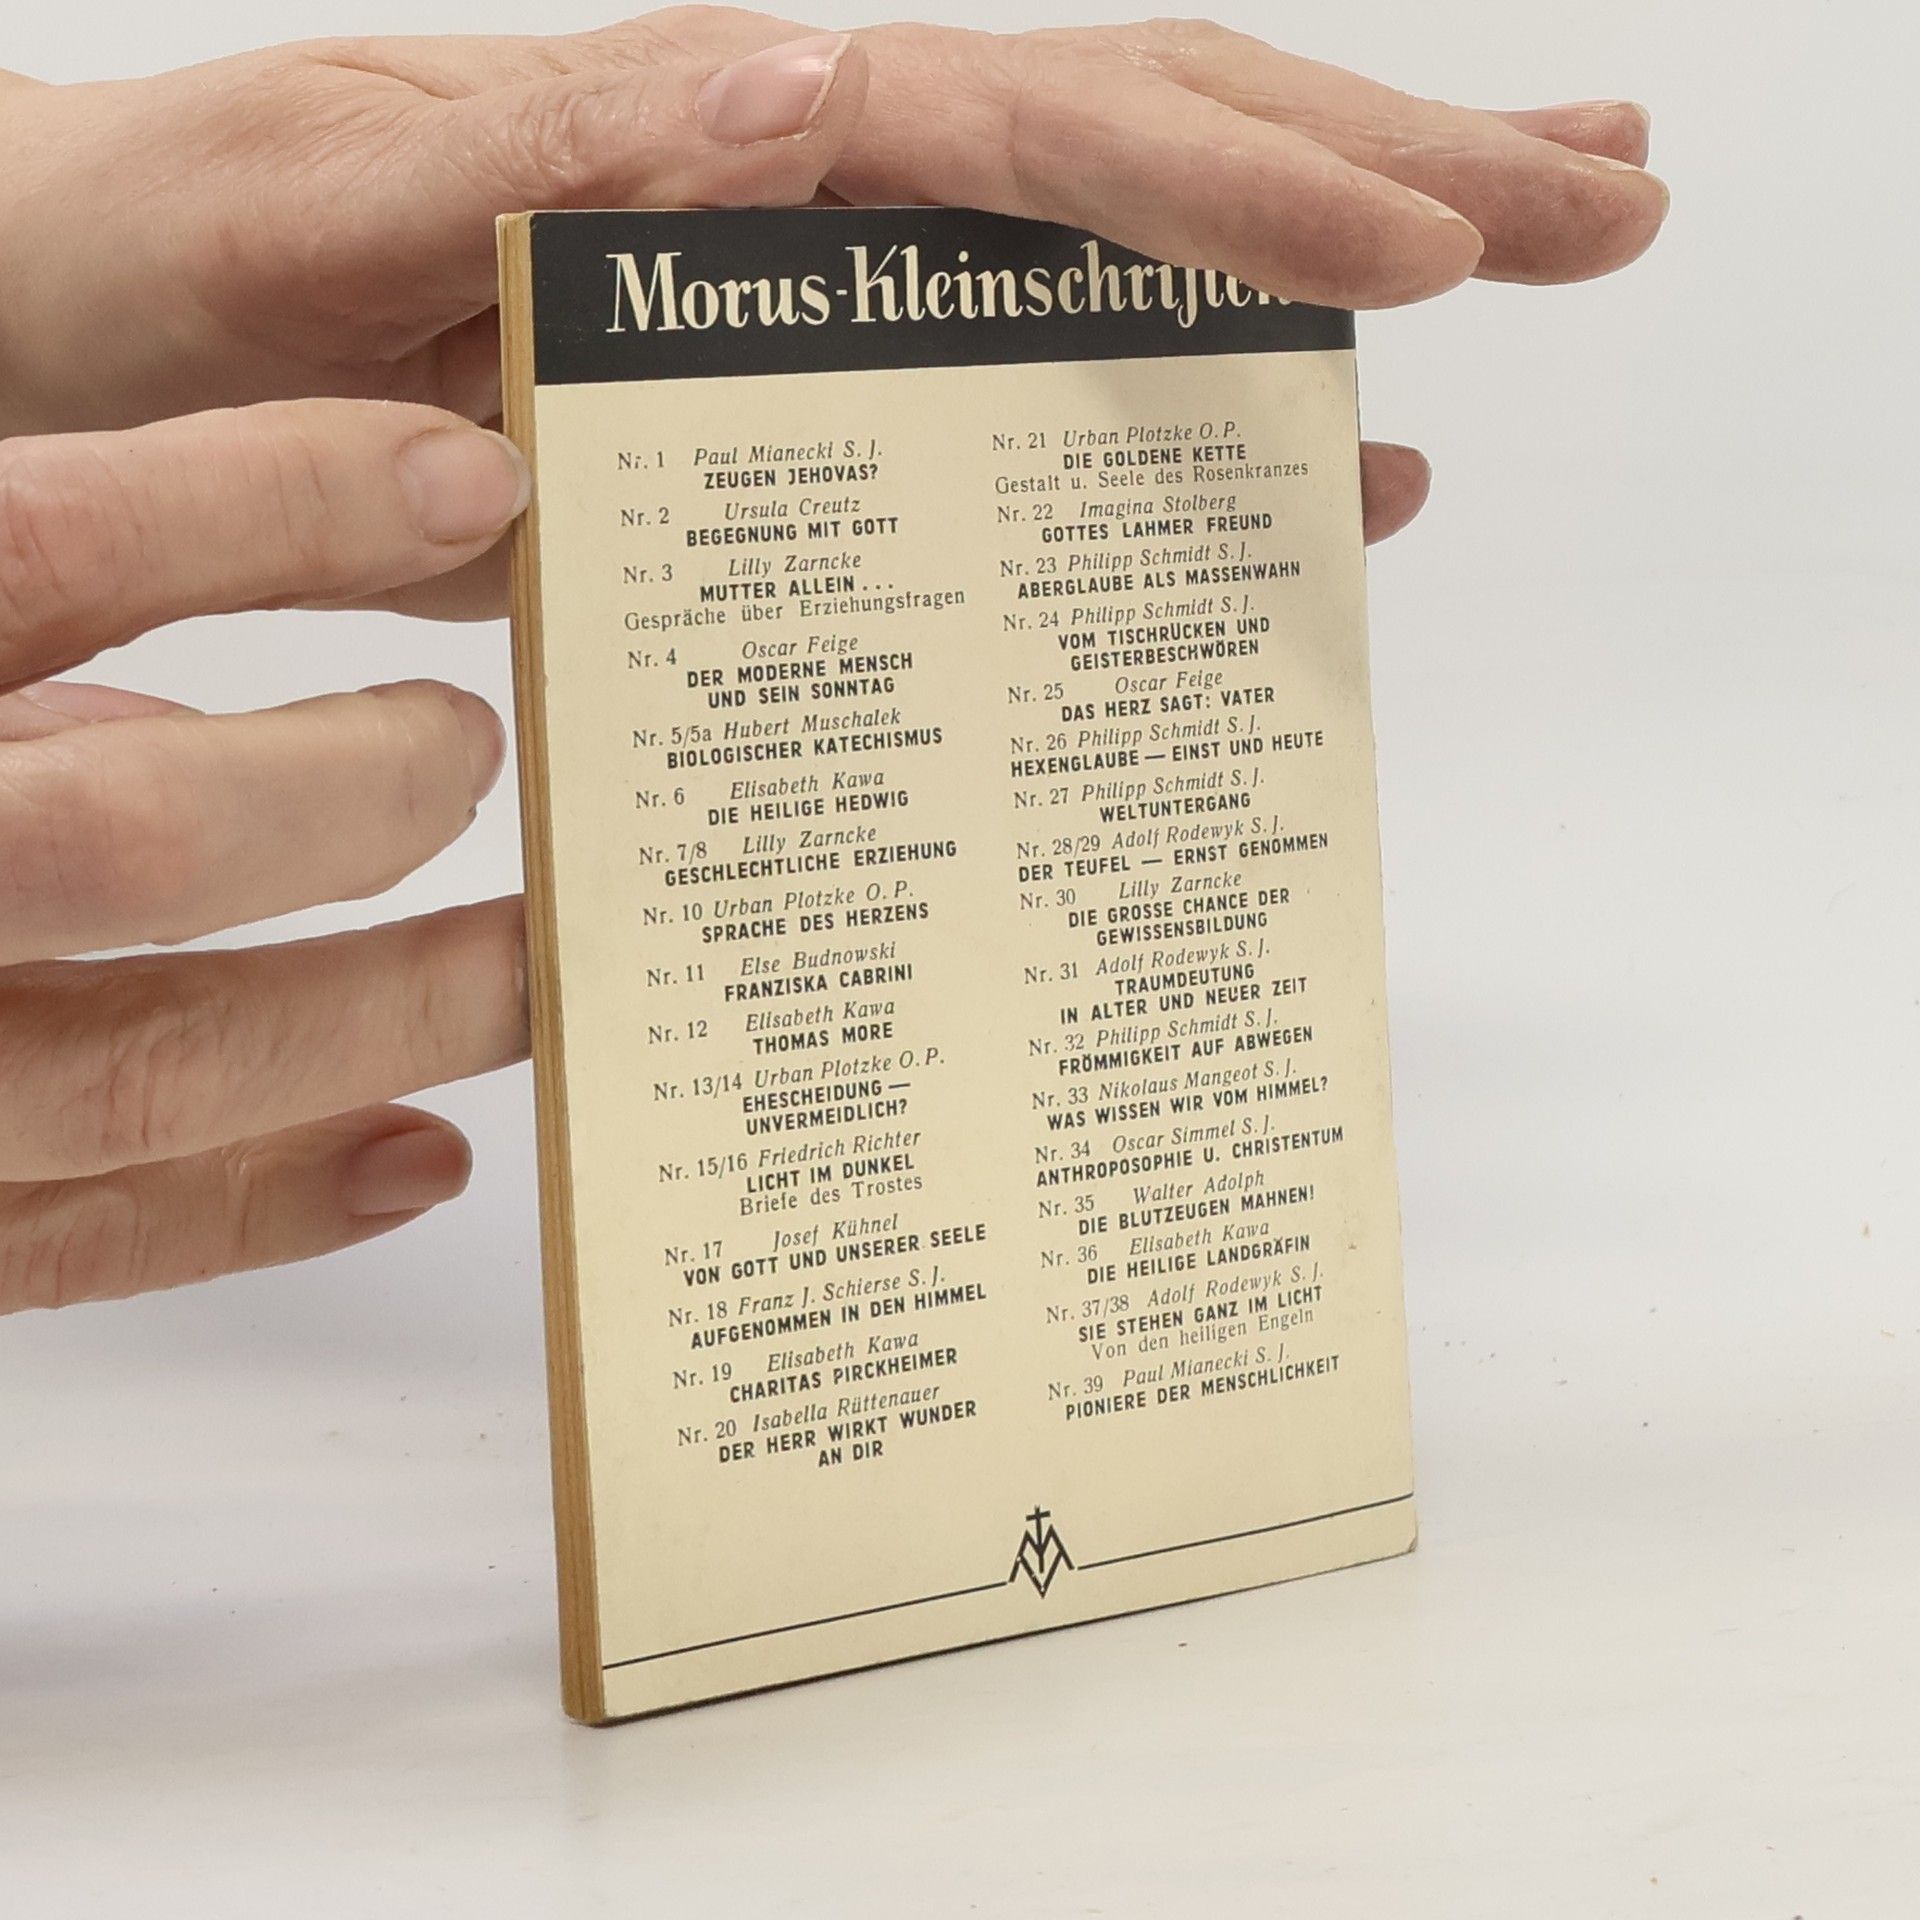 Morus-Kleinschriften
Nr. 1 Paul Mianecki S. J.
ZEUGEN JEHOVAS?
Nr. 2 Ursula Creutz
BEGEGNUNG MIT GOTT
Nr. 3 Lilly Zarncke
MUTTER ALLEIN . . .
Gespräche über Erziehungsfragen
Nr. 4 Oscar Feige
DER MODERNE MENSCH
UND SEIN SONNTAG
Nr. 5/5a Hubert Muschalek
BIOLOGISCHER KATECHISMUS
Nr. 6 Elisabeth Kawa
DIE HEILIGE HEDWIG
Nr. 7/8 Lilly Zarncke
GESCHLECHTLICHE ERZIEHUNG
Nr. 10 Urban Plotzke O. P.
SPRACHE DES HERZENS
Nr. 11 Else Budnowski
FRANZISKA CABRINI
Nr. 12 Elisabeth Kawa
THOMAS MORE
Nr. 13/14 Urban Plotzke O. P.
EHESCHEIDUNG —
UNVERMEIDLICH?
Nr. 15/16 Friedrich Richter
LICHT IM DUNKEL
Briefe des Trostes
Nr. 17 Josef Kühnel
VON GOTT UND UNSERER SEELE
Nr. 18 Franz J. Schierse S. J.
AUFGENOMMEN IN DEN HIMMEL
Nr. 19 Elisabeth Kawa
CHARITAS PIRCKHEIMER
Nr. 20 Isabella Rüttenauer
DER HERR WIRKT WUNDER
AN DIR
Nr. 21 Urban Plotzke O. P.
DIE GOLDENE KETTE
Gestalt u. Seele des Rosenkranzes
Nr. 22 Imagina Stolberg
GOTTES LAHMER FREUND
Nr. 23 Philipp Schmidt S. J.
ABERGLAUBE ALS MASSENWAHN
Nr. 24 Philipp Schmidt S. J.
VOM TISCHRÜCKEN UND
GEISTERBESCHWÖREN
Nr. 25 Oscar Feige
DAS HERZ SAGT: VATER
Nr. 26 Philipp Schmidt S. J.
HEXENGLAUBE — EINST UND HEUTE
Nr. 27 Philipp Schmidt S. J.
WELTUNTERGANG
Nr. 28/29 Adolf Rodewyk S. J.
DER TEUFEL — ERNST GENOMMEN
Nr. 30 Lilly Zarncke
DIE GROSSE CHANCE DER
GEWISSENSBILDUNG
Nr. 31 Adolf Rodewyk S. J.
TRAUMDEUTUNG
IN ALTER UND NEUER ZEIT
Nr. 32 Philipp Schmidt S. J.
FRÖMMIGKEIT AUF ABWEGEN
Nr. 33 Nikolaus Mangeot S. J.
WAS WISSEN WIR VOM HIMMEL?
Nr. 34 Oscar Simmel S. J.
ANTHROPOSOPHIE U. CHRISTENTUM
Nr. 35 Walter Adolph
DIE BLUTZEUGEN MAHNEN!
Nr. 36 Elisabeth Kawa
DIE HEILIGE LANDGRÄFIN
Nr. 37/38 Adolf Rodewyk S. J.
SIE STEHEN GANZ IM LICHT
Von den heiligen Engeln
Nr. 39 Paul Mianecki S. J.
PIONIERE DER MENSCHLICHKEIT